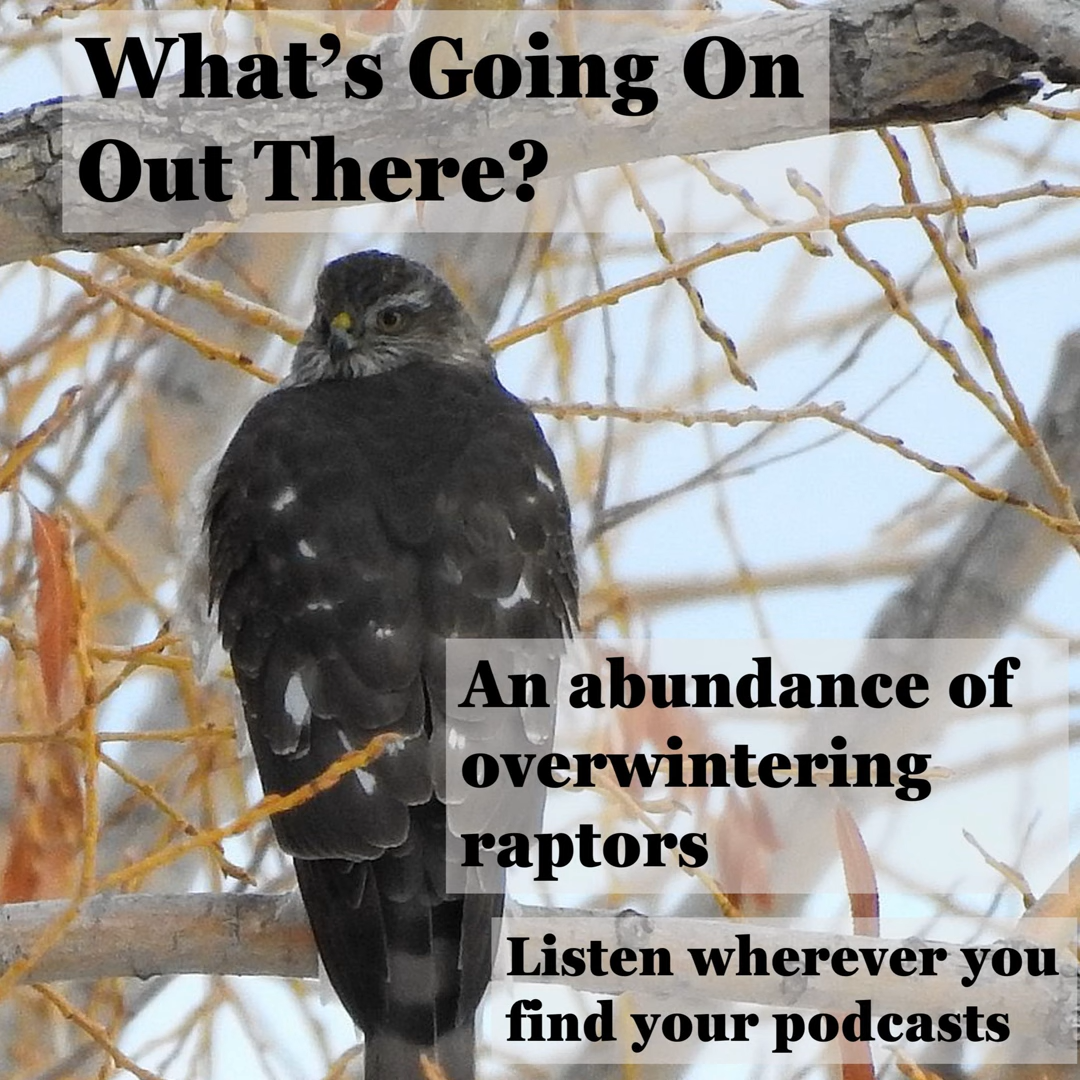 What’s Going On
Out There?
An abundance of
overwintering
raptors
Listen wherever you
find your podcasts